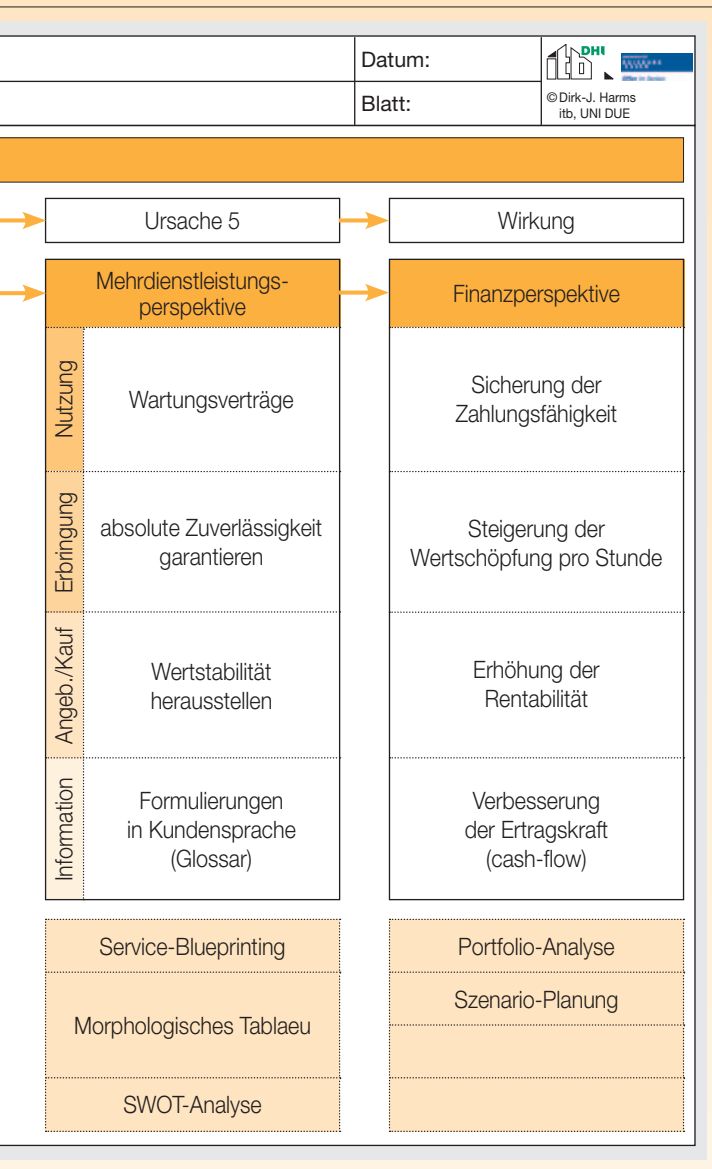 Datum:
DHI
Blatt:
© Dirk-J. Harms
itb, UNI DUE
Ursache 5
Wirkung
Mehrdienstleistungs-
perspektive
Finanzperspektive
Nutzung
Wartungsverträge
Sicherung der
Zahlungsfähigkeit
Erbringung
absolute Zuverlässigkeit
garantieren
Steigerung der
Wertschöpfung pro Stunde
Angeb./Kauf
Wertstabilität
herausstellen
Erhöhung der
Rentabilität
Information
Formulierungen
in Kundensprache
(Glossar)
Verbesserung
der Ertragskraft
(cash-flow)
Service-Blueprinting
Portfolio-Analyse
Morphologisches Tablaeu
Szenario-Planung
SWOT-Analyse